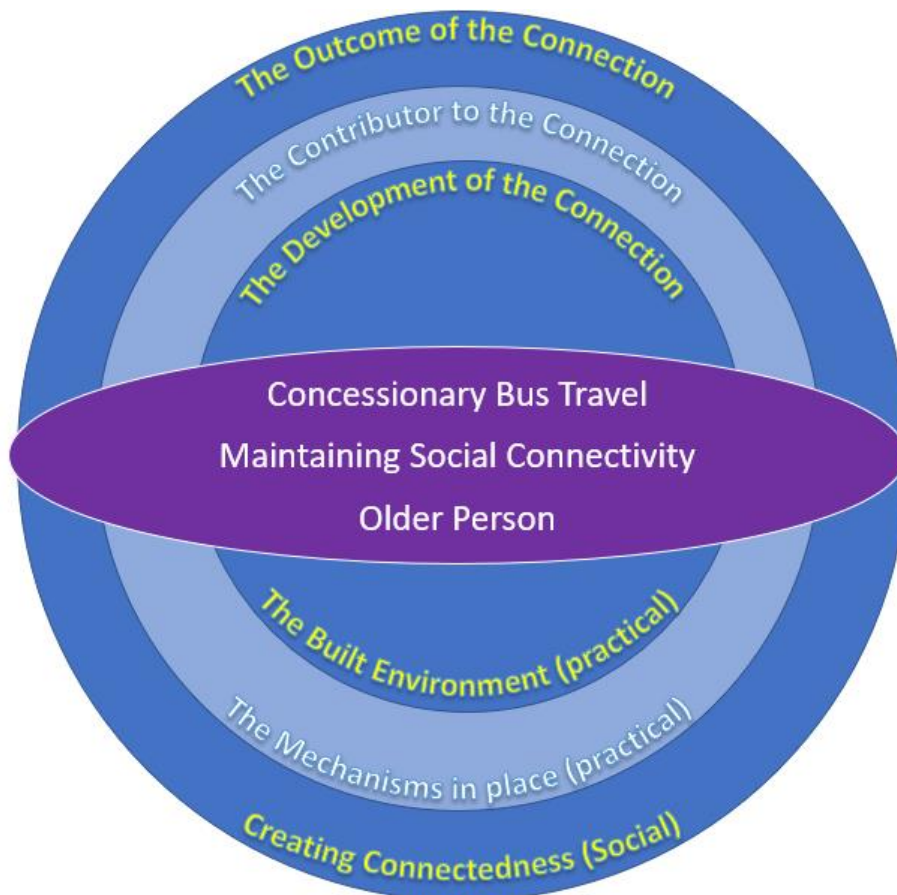 The Outcome of the Connection
The Contributor to the Connection
The Development of the Connection
Concessionary Bus Travel
Maintaining Social Connectivity
Older Person
The Built Environment (practical)
The Mechanisms in place (practical)
Creating Connectedness (Social)